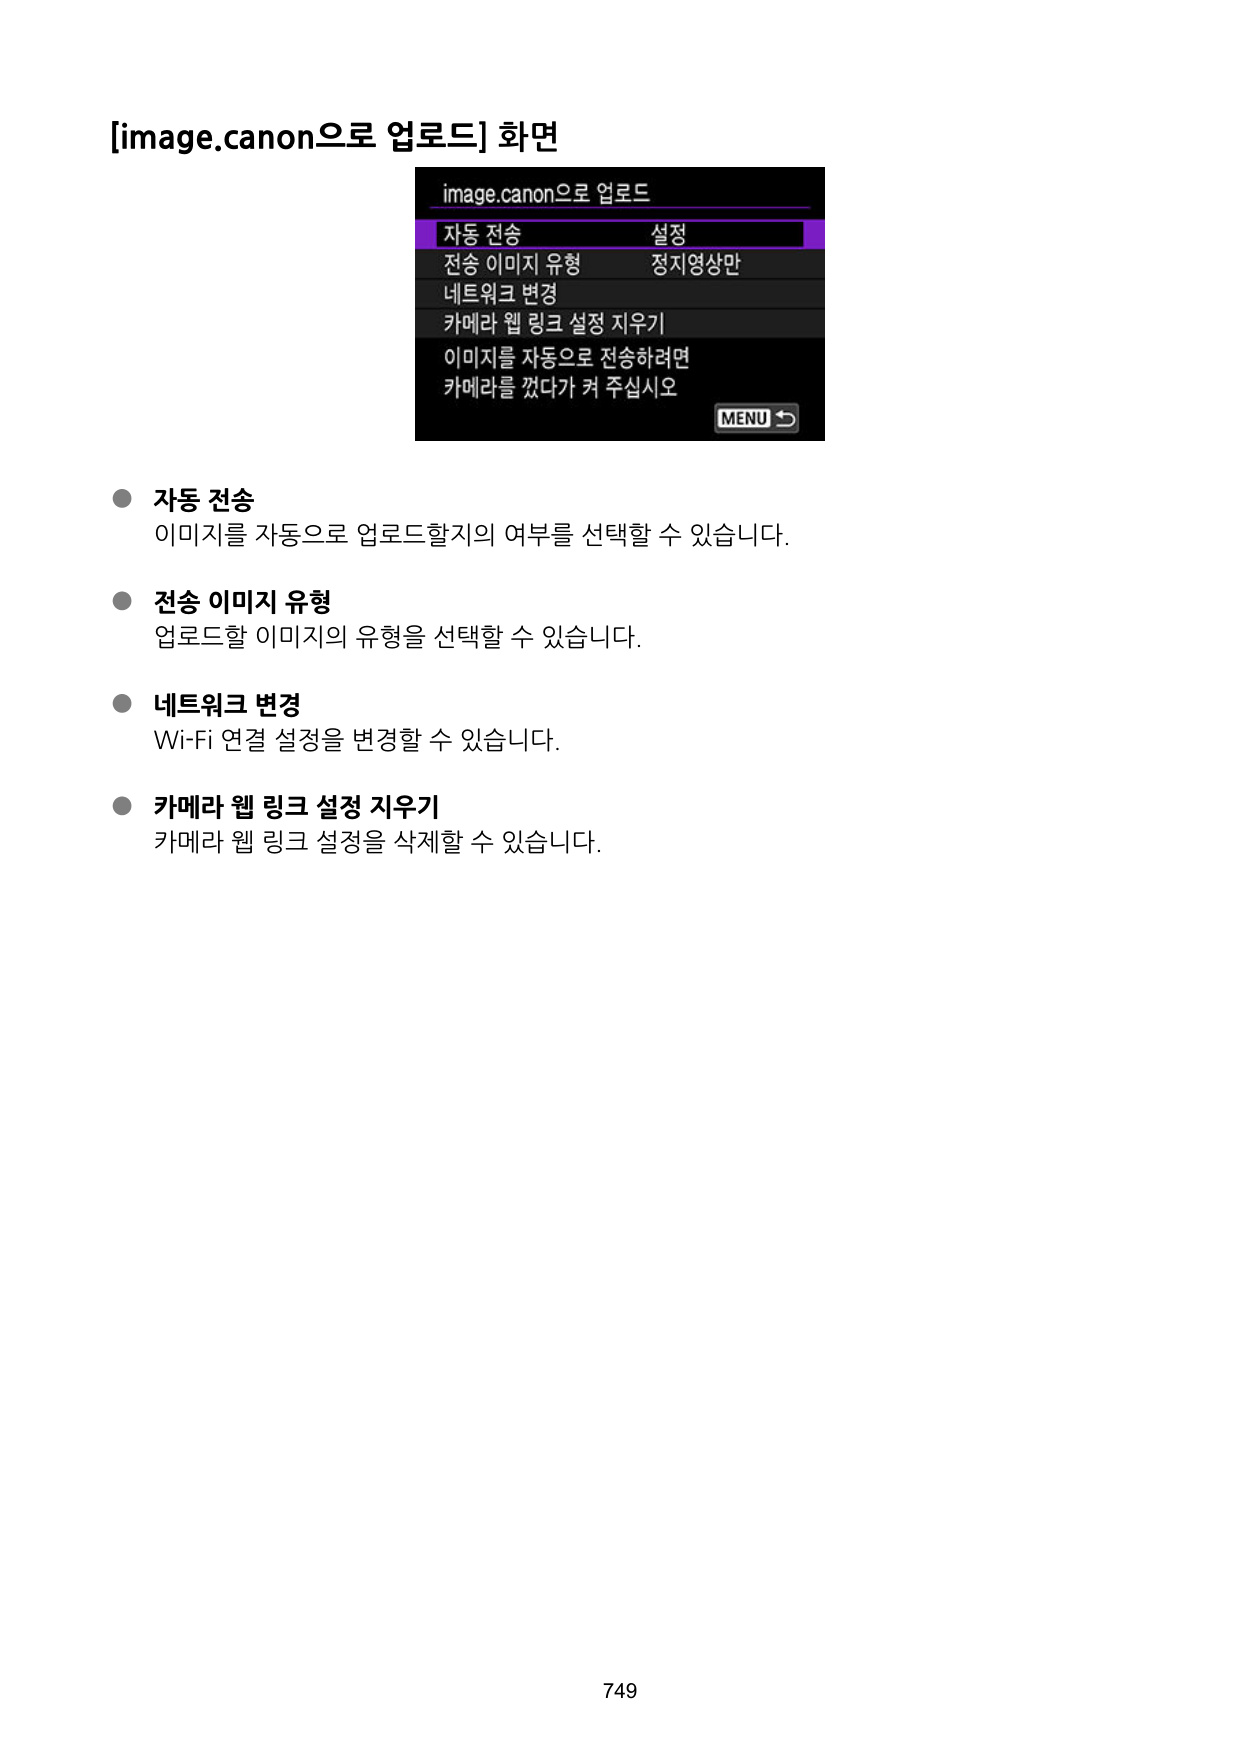 [image.canon으로 업로드] 화면
image.canon으로 업로드
자동 전송 설정
전송 이미지 유형 정지영상만
네트워크 변경
카메라 웹 링크 설정 지우기
이미지를 자동으로 전송하려면
카메라를 껐다가 켜 주십시오
MENU
자동 전송
이미지를 자동으로 업로드할지의 여부를 선택할 수 있습니다.
전송 이미지 유형
업로드할 이미지의 유형을 선택할 수 있습니다.
네트워크 변경
Wi-Fi 연결 설정을 변경할 수 있습니다.
카메라 웹 링크 설정 지우기
카메라 웹 링크 설정을 삭제할 수 있습니다.
749